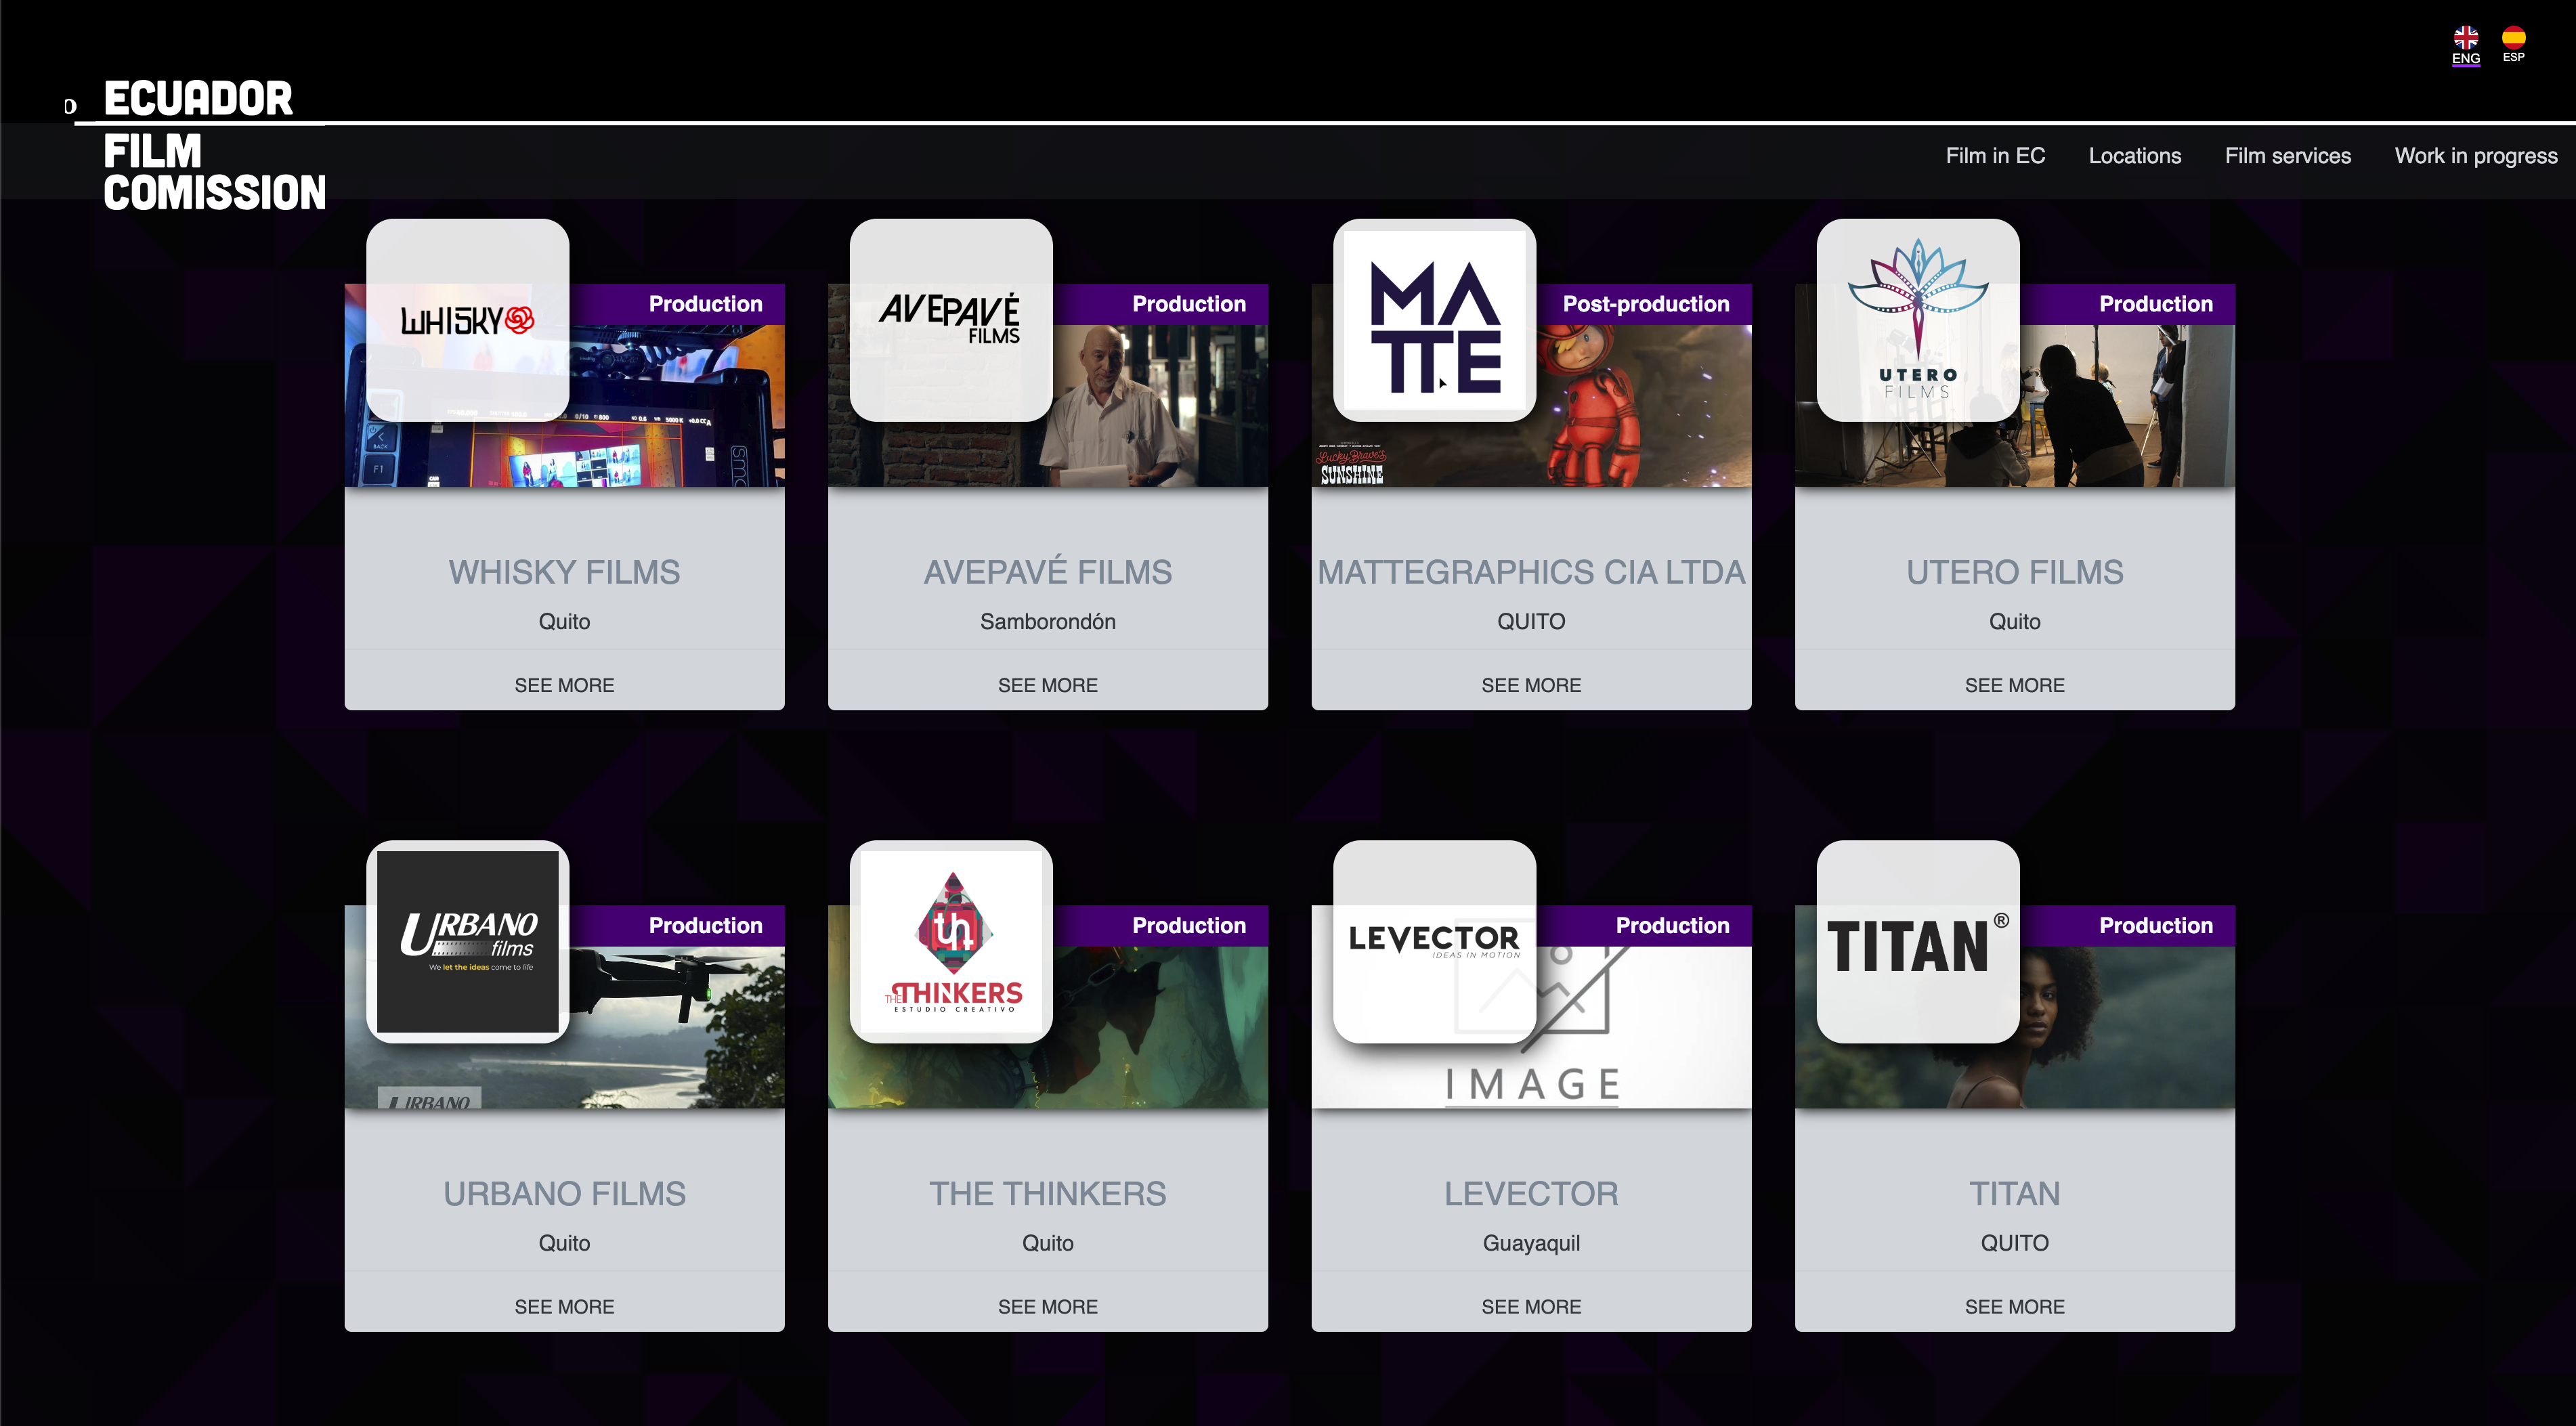 ENG ESP
ECUADOR
FILM
COMISSION
Film in EC Locations Film services Work in progress
WHISKY
Production
BACK
F1
AVEPAVÉ
FILMS
Production
MATTE
Post-production
Lucky Brave's
SUNSHINE
UTERO
FILMS
Production
WHISKY FILMS
Quito
SEE MORE
AVEPAVÉ FILMS
Samborondón
SEE MORE
MATTEGRAPHICS CIA LTDA
QUITO
SEE MORE
UTERO FILMS
Quito
SEE MORE
URBANO
films
We let the ideas come to life
Production
URBANO
th
THE THINKERS
ESTUDIO CREATIVO
Production
LEVECTOR
IDEAS IN MOTION
Production
IMAGE
TITAN®
Production
URBANO FILMS
Quito
SEE MORE
THE THINKERS
Quito
SEE MORE
LEVECTOR
Guayaquil
SEE MORE
TITAN
QUITO
SEE MORE